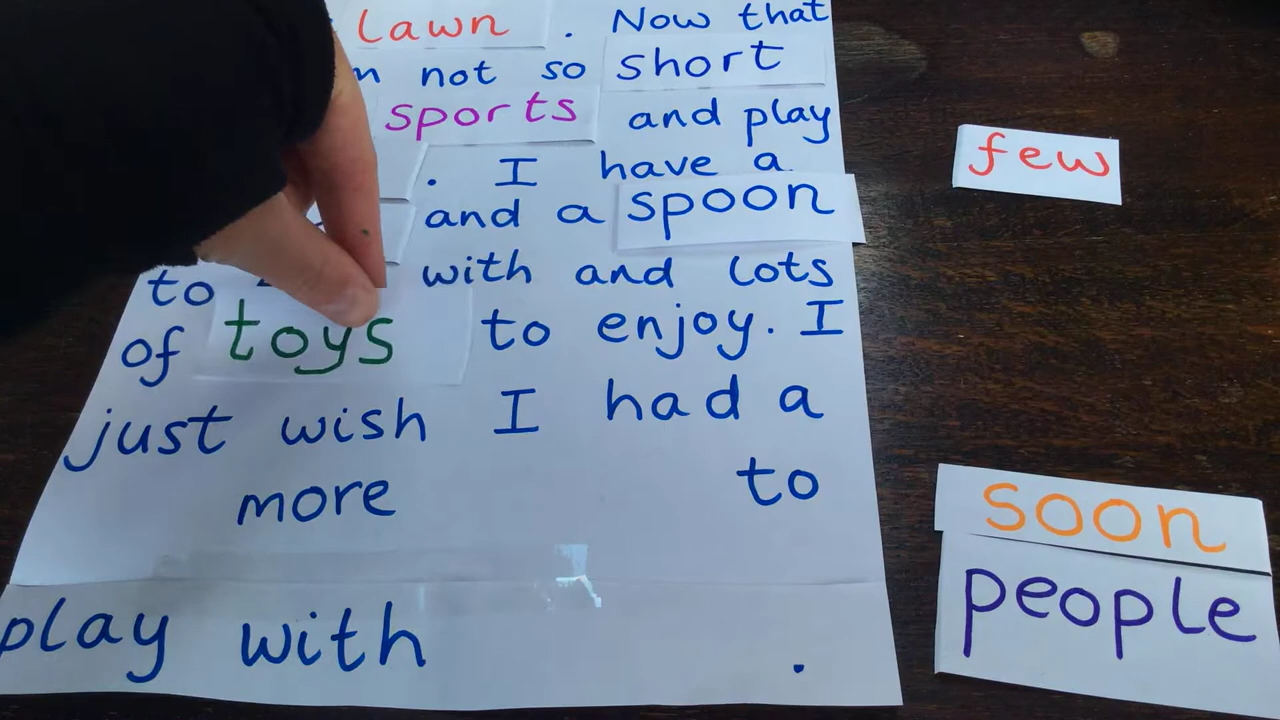 lawn . Now that
not so short
sports and play
. I have a
and a spoon
to with and lots
of toys to enjoy. I
just wish I had a
more to
play with .
few
soon
people